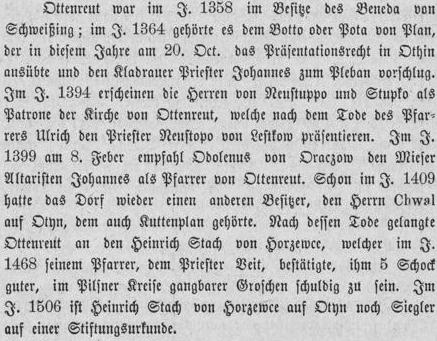 Ottenreut war im J. 1358 im Besitze des Beneda von
Schweißing; im J. 1364 gehörte es dem Botto oder Pota von Plan,
der in diesem Jahre am 20. Oct. das Präsentationsrecht in Othin
ausübte und den Kladrauer Priester Johannes zum Pleban vorschlug.
Im J. 1394 erscheinen die Herren von Neustuppo und Stupko als
Patrone der Kirche von Ottenreut, welche nach dem Tode des Pfar-
rers Ulrich den Priester Neustopo von Lestkow präsentieren. Im J.
1399 am 8. Feber empfahl Odolenus von Oraczow den Mieser
Altaristen Johannes als Pfarrer von Ottenreut. Schon im J. 1409
hatte das Dorf wieder einen anderen Besitzer, den Herrn Chwal
auf Otyn, dem auch Kuttenplan gehörte. Nach dessen Tode gelangte
Ottenreut an den Heinrich Stach von Horzewce, welcher im J.
1468 seinem Pfarrer, dem Priester Veit, bestätigte, ihm 5 Schock
guter, im Pilsner Kreise gangbarer Groschen schuldig zu sein. Im
J. 1506 ist Heinrich Stach von Horzewce auf Otyn noch Siegler
auf einer Stiftungsurkunde.